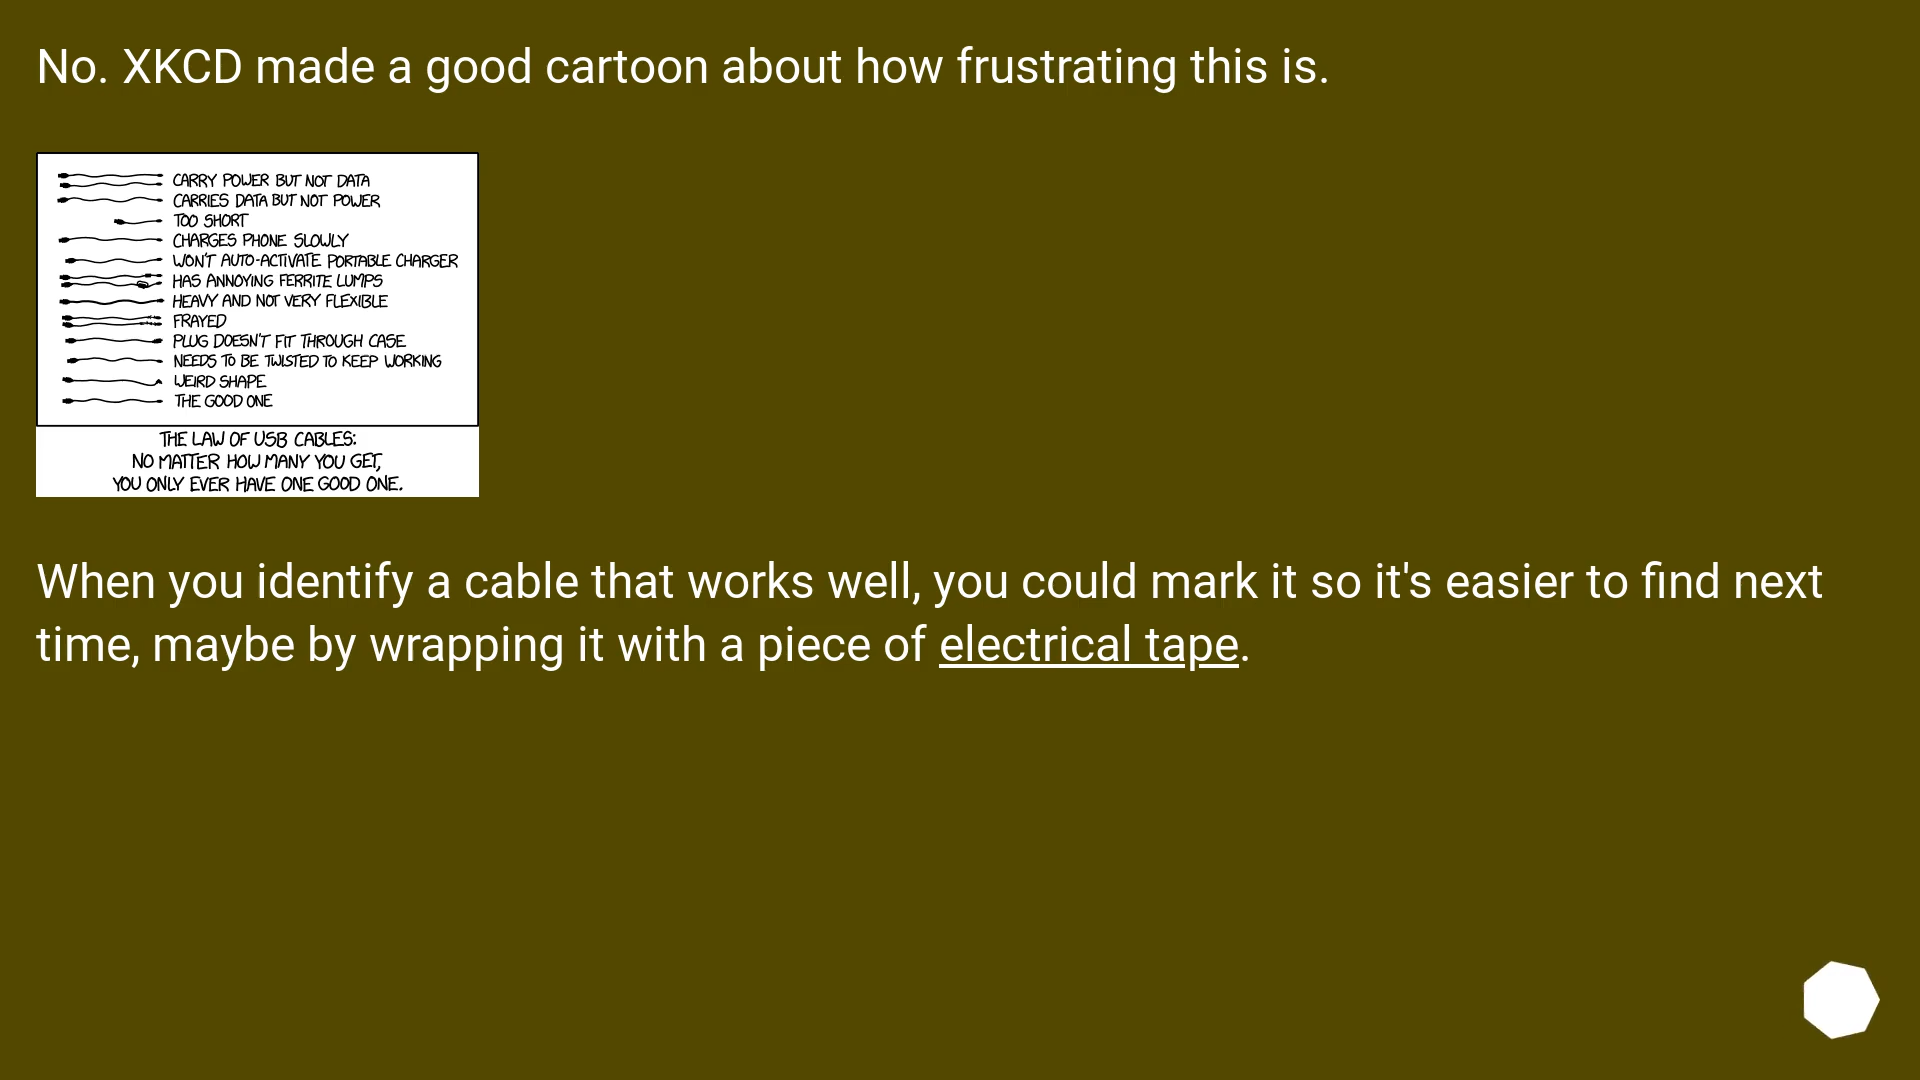 No. XKCD made a good cartoon about how frustrating this is.
CARRY POWER BUT NOT DATA
CARRIES DATA BUT NOT POWER
TOO SHORT
CHARGES PHONE SLOWLY
WON'T AUTO-ACTIVATE PORTABLE CHARGER
HAS ANNOYING FERRITE LUMPS
HEAVY AND NOT VERY FLEXIBLE
FRAYED
PLUG DOESN'T FIT THROUGH CASE
NEEDS TO BE TWISTED TO KEEP WORKING
WEIRD SHAPE
THE GOOD ONE
THE LAW OF USB CABLES:
NO MATTER HOW MANY YOU GET,
YOU ONLY EVER HAVE ONE GOOD ONE.
When you identify a cable that works well, you could mark it so it's easier to find next
time, maybe by wrapping it with a piece of electrical tape.